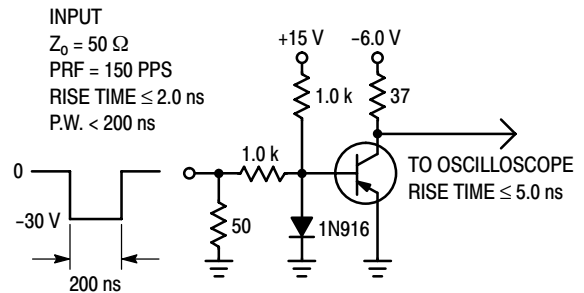 INPUT
Z₀ = 50 Ω
PRF = 150 PPS
RISE TIME ≤ 2.0 ns
P.W. < 200 ns
+15 V
−6.0 V
1.0 k
37
1.0 k
TO OSCILLOSCOPE
RISE TIME ≤ 5.0 ns
0
−30 V
50
1N916
200 ns